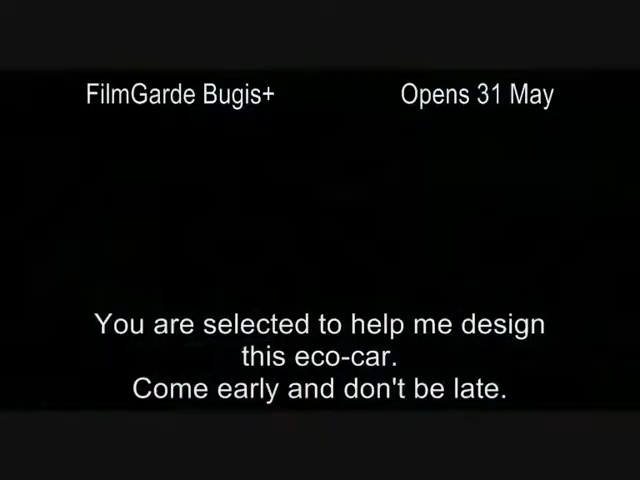 FilmGarde Bugis+ Opens 31 May
You are selected to help me design
this eco-car.
Come early and don't be late.